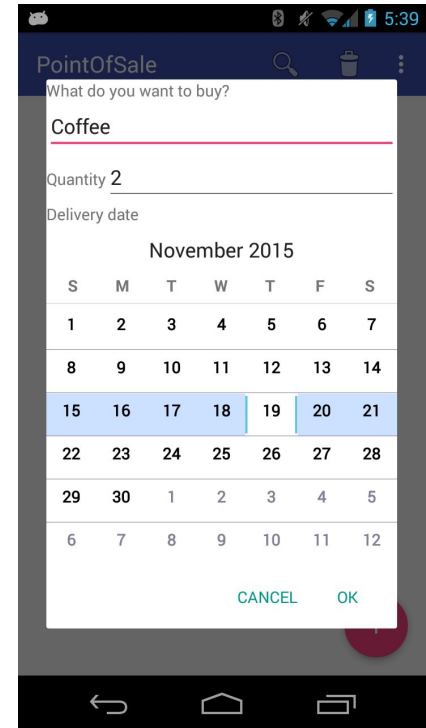 5:39
PointOfSale
What do you want to buy?
Coffee
Quantity 2
Delivery date
November 2015
S M T W T F S
1 2 3 4 5 6 7
8 9 10 11 12 13 14
15 16 17 18 19 20 21
22 23 24 25 26 27 28
29 30 1 2 3 4 5
6 7 8 9 10 11 12
CANCEL OK